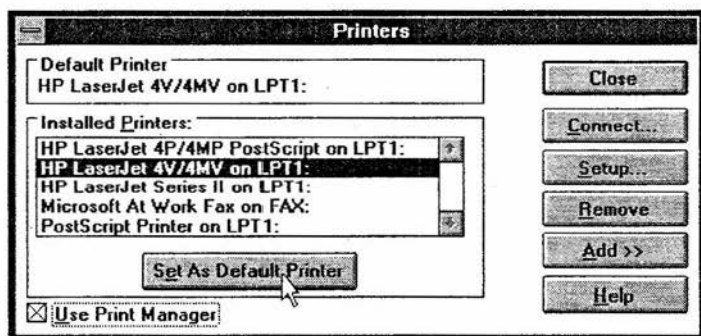 Printers
Default Printer
HP LaserJet 4V/4MV on LPT1:
Close
Installed Printers:
HP LaserJet 4P/4MP PostScript on LPT1:
HP LaserJet 4V/4MV on LPT1:
HP LaserJet Series II on LPT1:
Microsoft At Work Fax on FAX:
PostScript Printer on LPT1:
Set As Default Printer
Connect...
Setup...
Remove
Add >>
Help
Use Print Manager